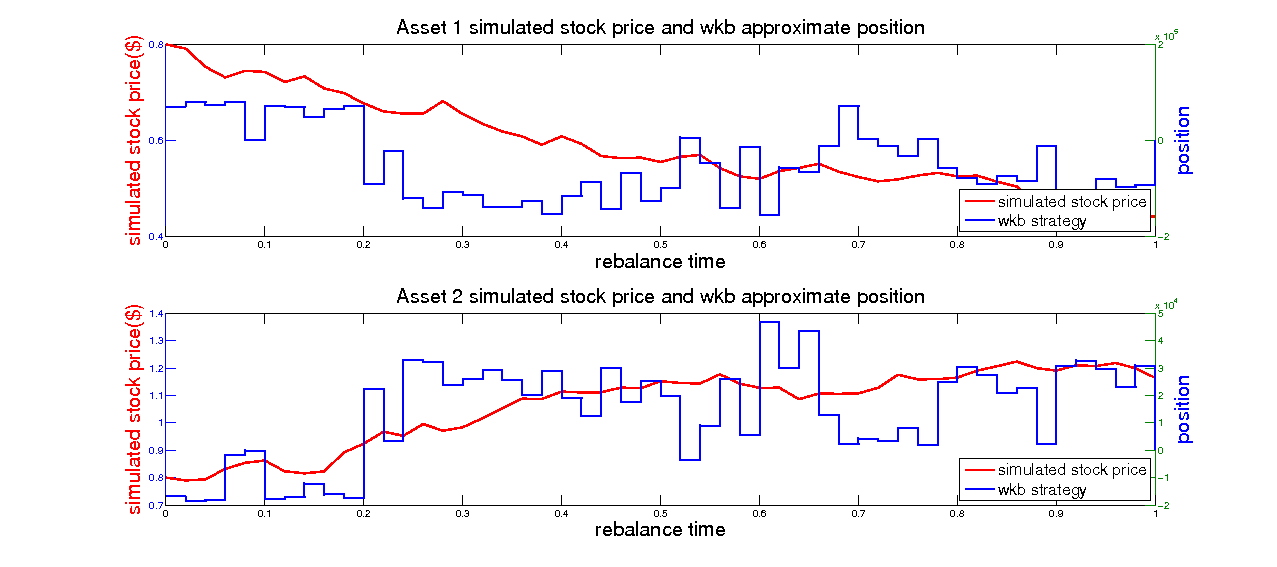 Asset 1 simulated stock price and wkb approximate position
x 10^5
simulated stock price($)
0.8
0.6
0.4
2
0
-2
position
simulated stock price
wkb strategy
0 0.1 0.2 0.3 0.4 0.5 0.6 0.7 0.8 0.9 1
rebalance time
Asset 2 simulated stock price and wkb approximate position
x 10^4
simulated stock price($)
1.4
1.3
1.2
1.1
1
0.9
0.8
0.7
5
4
3
2
1
0
-1
-2
position
simulated stock price
wkb strategy
0 0.1 0.2 0.3 0.4 0.5 0.6 0.7 0.8 0.9 1
rebalance time